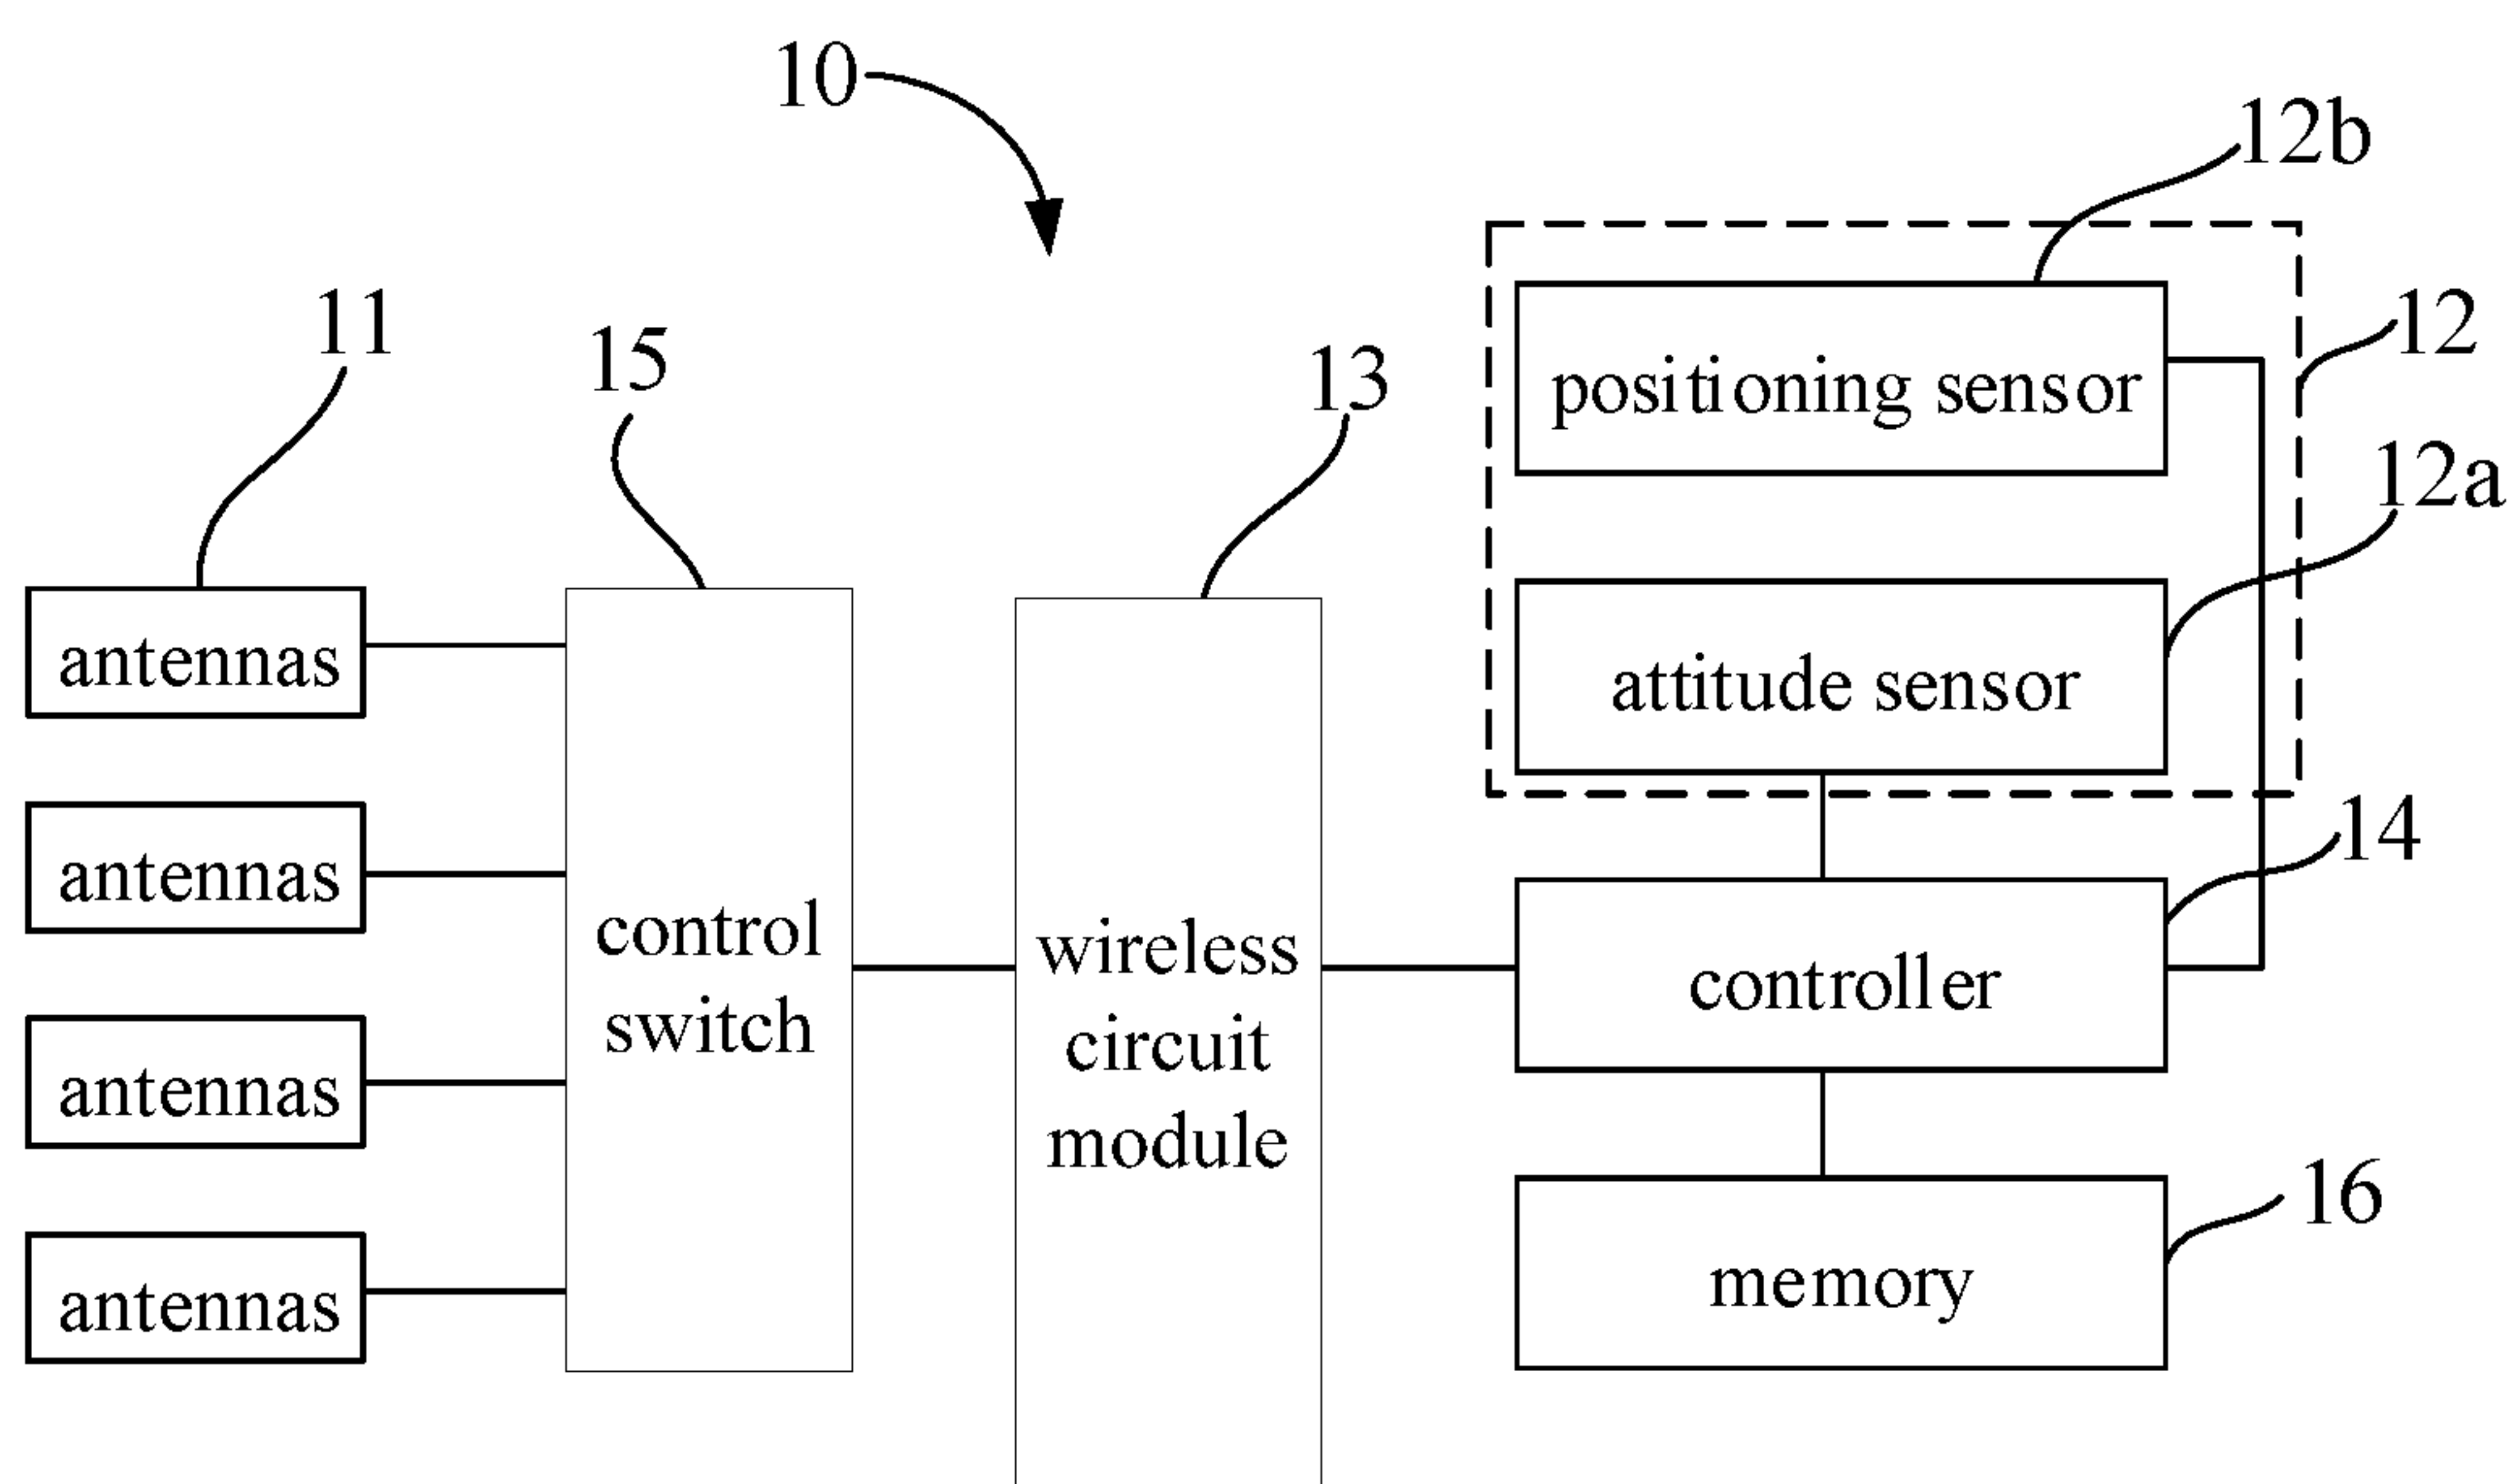 10
12b
11
15
13
12
positioning sensor
12a
antennas
attitude sensor
14
antennas
control
switch
wireless
circuit
module
controller
antennas
16
antennas
memory